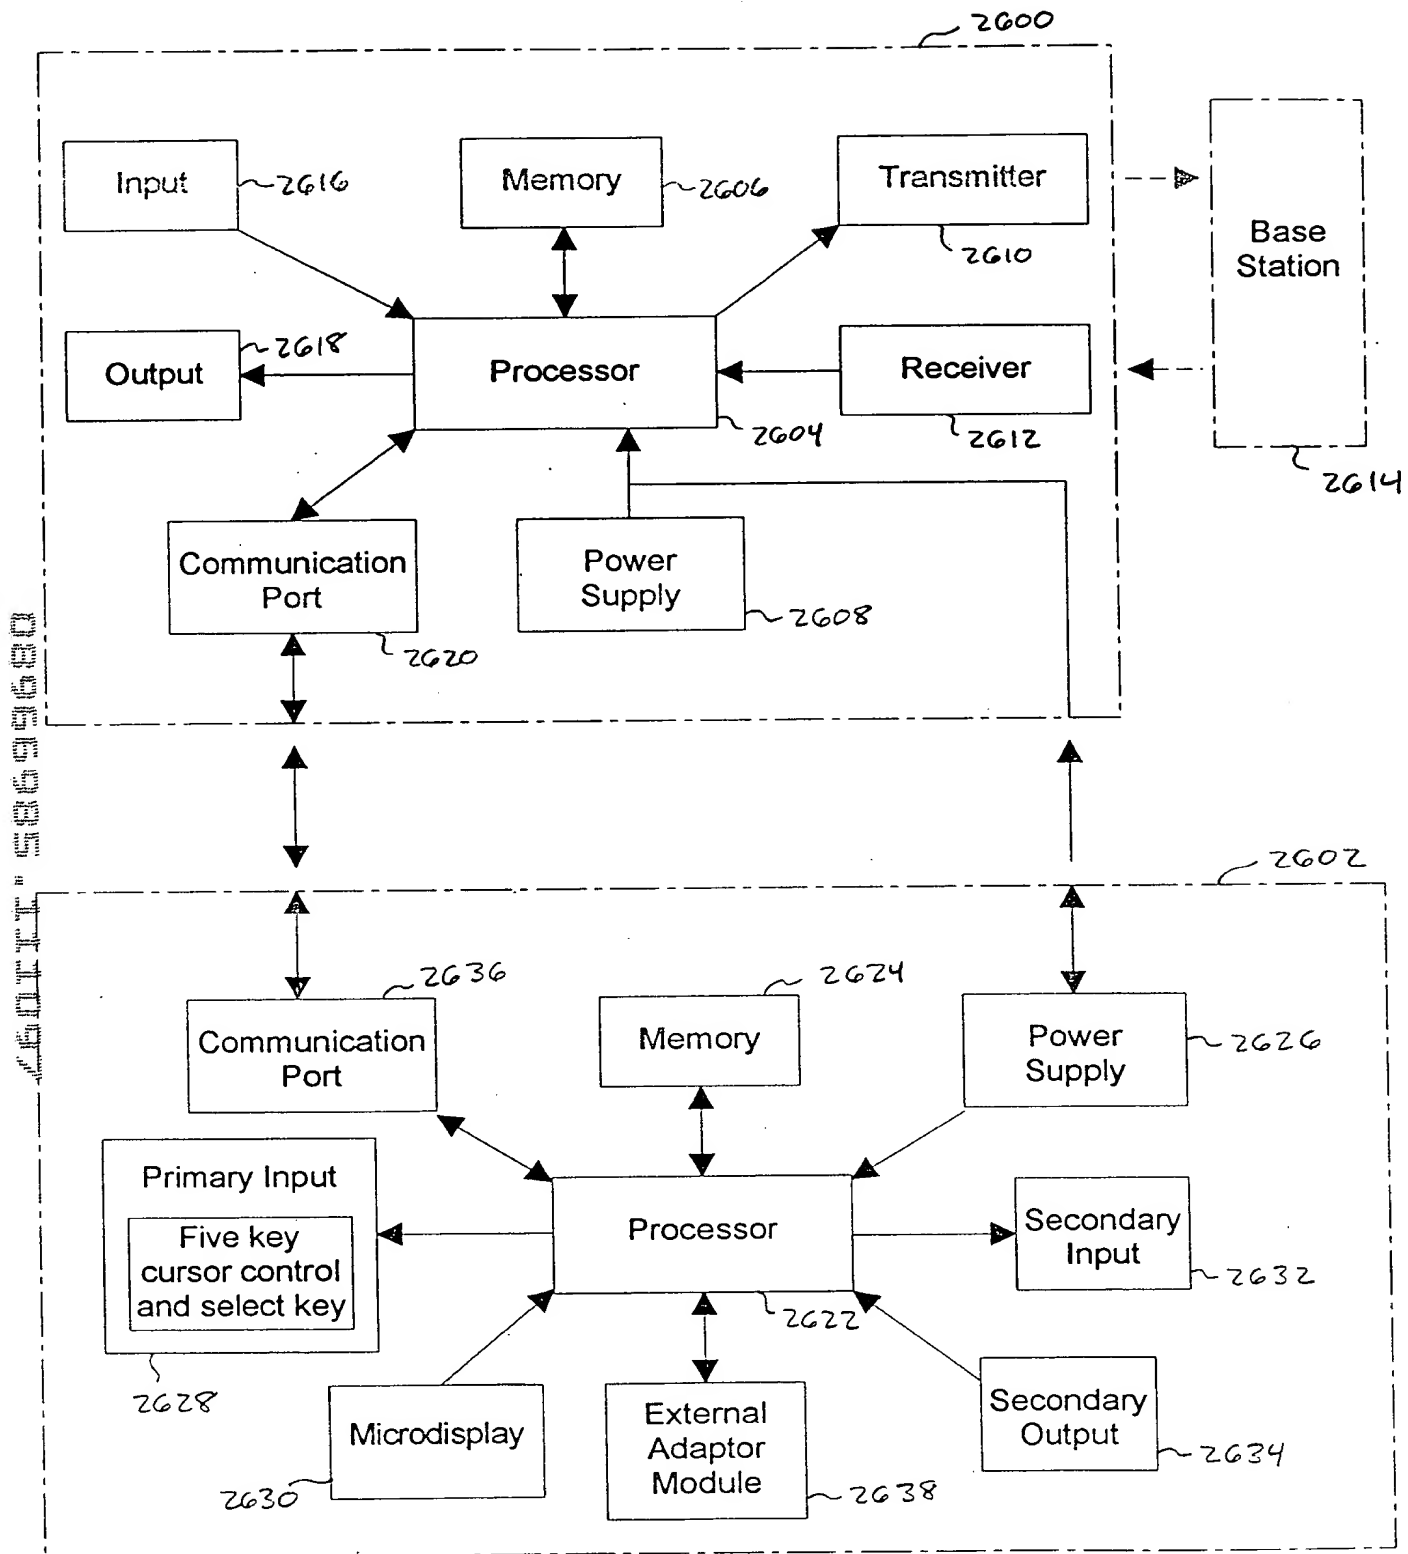 2600
Input
2616
Memory
2606
Transmitter
2610
Base
Station
2614
Output
2618
Processor
2604
Receiver
2612
Communication
Port
2620
Power
Supply
2608
2602
Communication
Port
2636
Memory
2624
Power
Supply
2626
Primary Input
Five key
cursor control
and select key
2628
Processor
2622
Secondary
Input
2632
Microdisplay
2630
External
Adaptor
Module
2638
Secondary
Output
2634